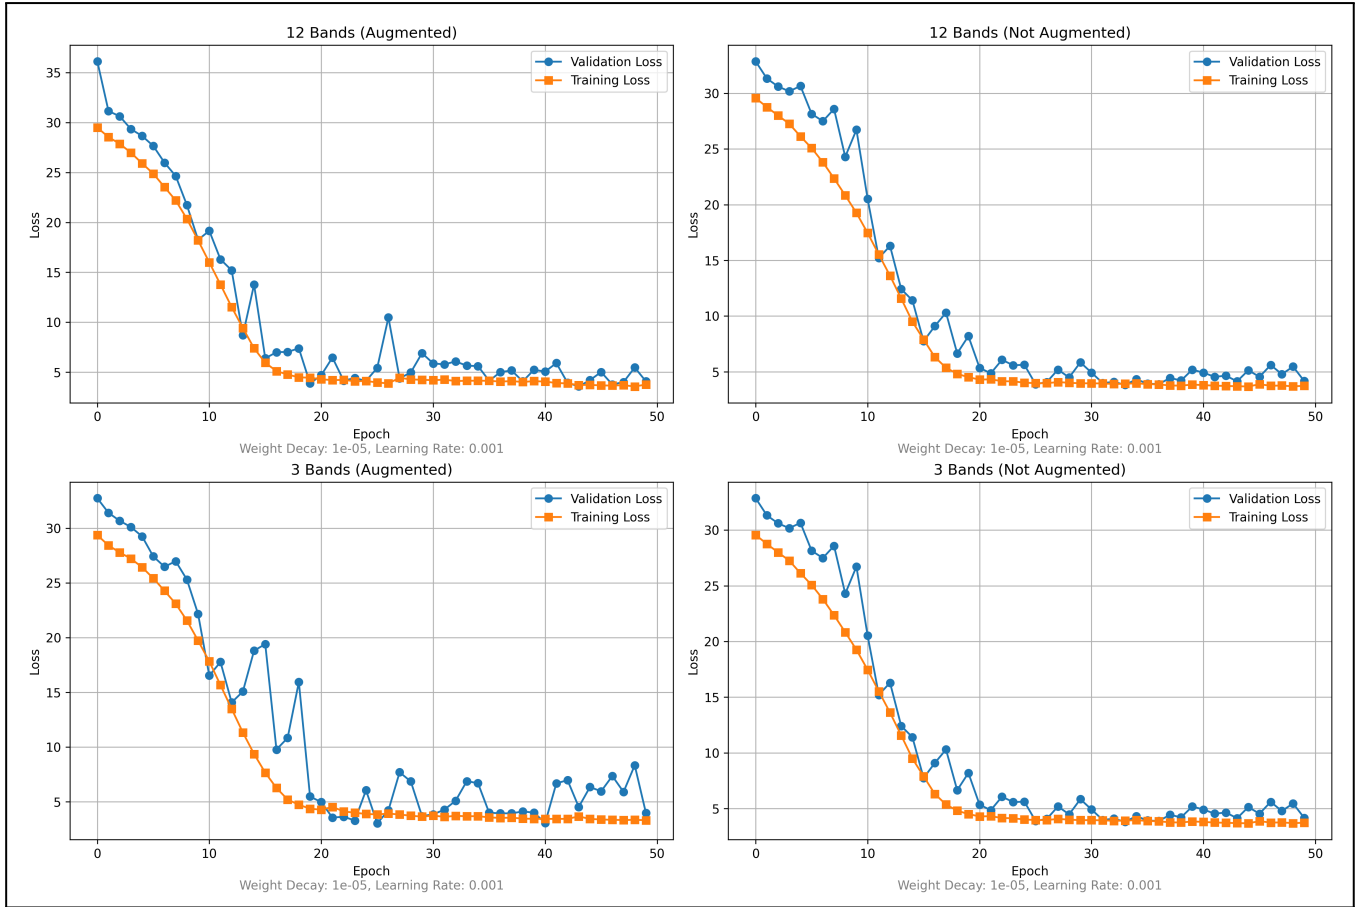 12 Bands (Augmented)
Validation Loss
Training Loss
35
30
25
20
15
10
5
Loss
0 10 20 30 40 50
Epoch
Weight Decay: 1e-05, Learning Rate: 0.001
12 Bands (Not Augmented)
Validation Loss
Training Loss
30
25
20
15
10
5
Loss
0 10 20 30 40 50
Epoch
Weight Decay: 1e-05, Learning Rate: 0.001
3 Bands (Augmented)
Validation Loss
Training Loss
30
25
20
15
10
5
Loss
0 10 20 30 40 50
Epoch
Weight Decay: 1e-05, Learning Rate: 0.001
3 Bands (Not Augmented)
Validation Loss
Training Loss
30
25
20
15
10
5
Loss
0 10 20 30 40 50
Epoch
Weight Decay: 1e-05, Learning Rate: 0.001